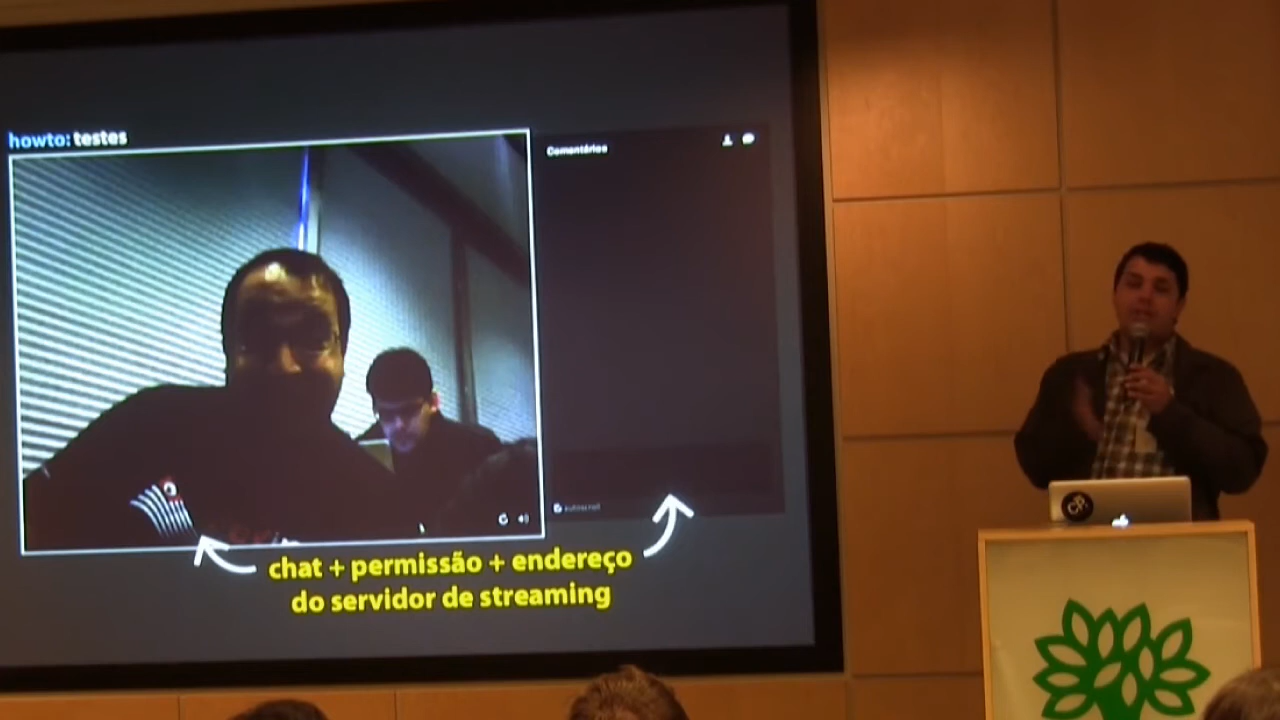 howto: testes
Comentários
chat + permissão + endereço
do servidor de streaming